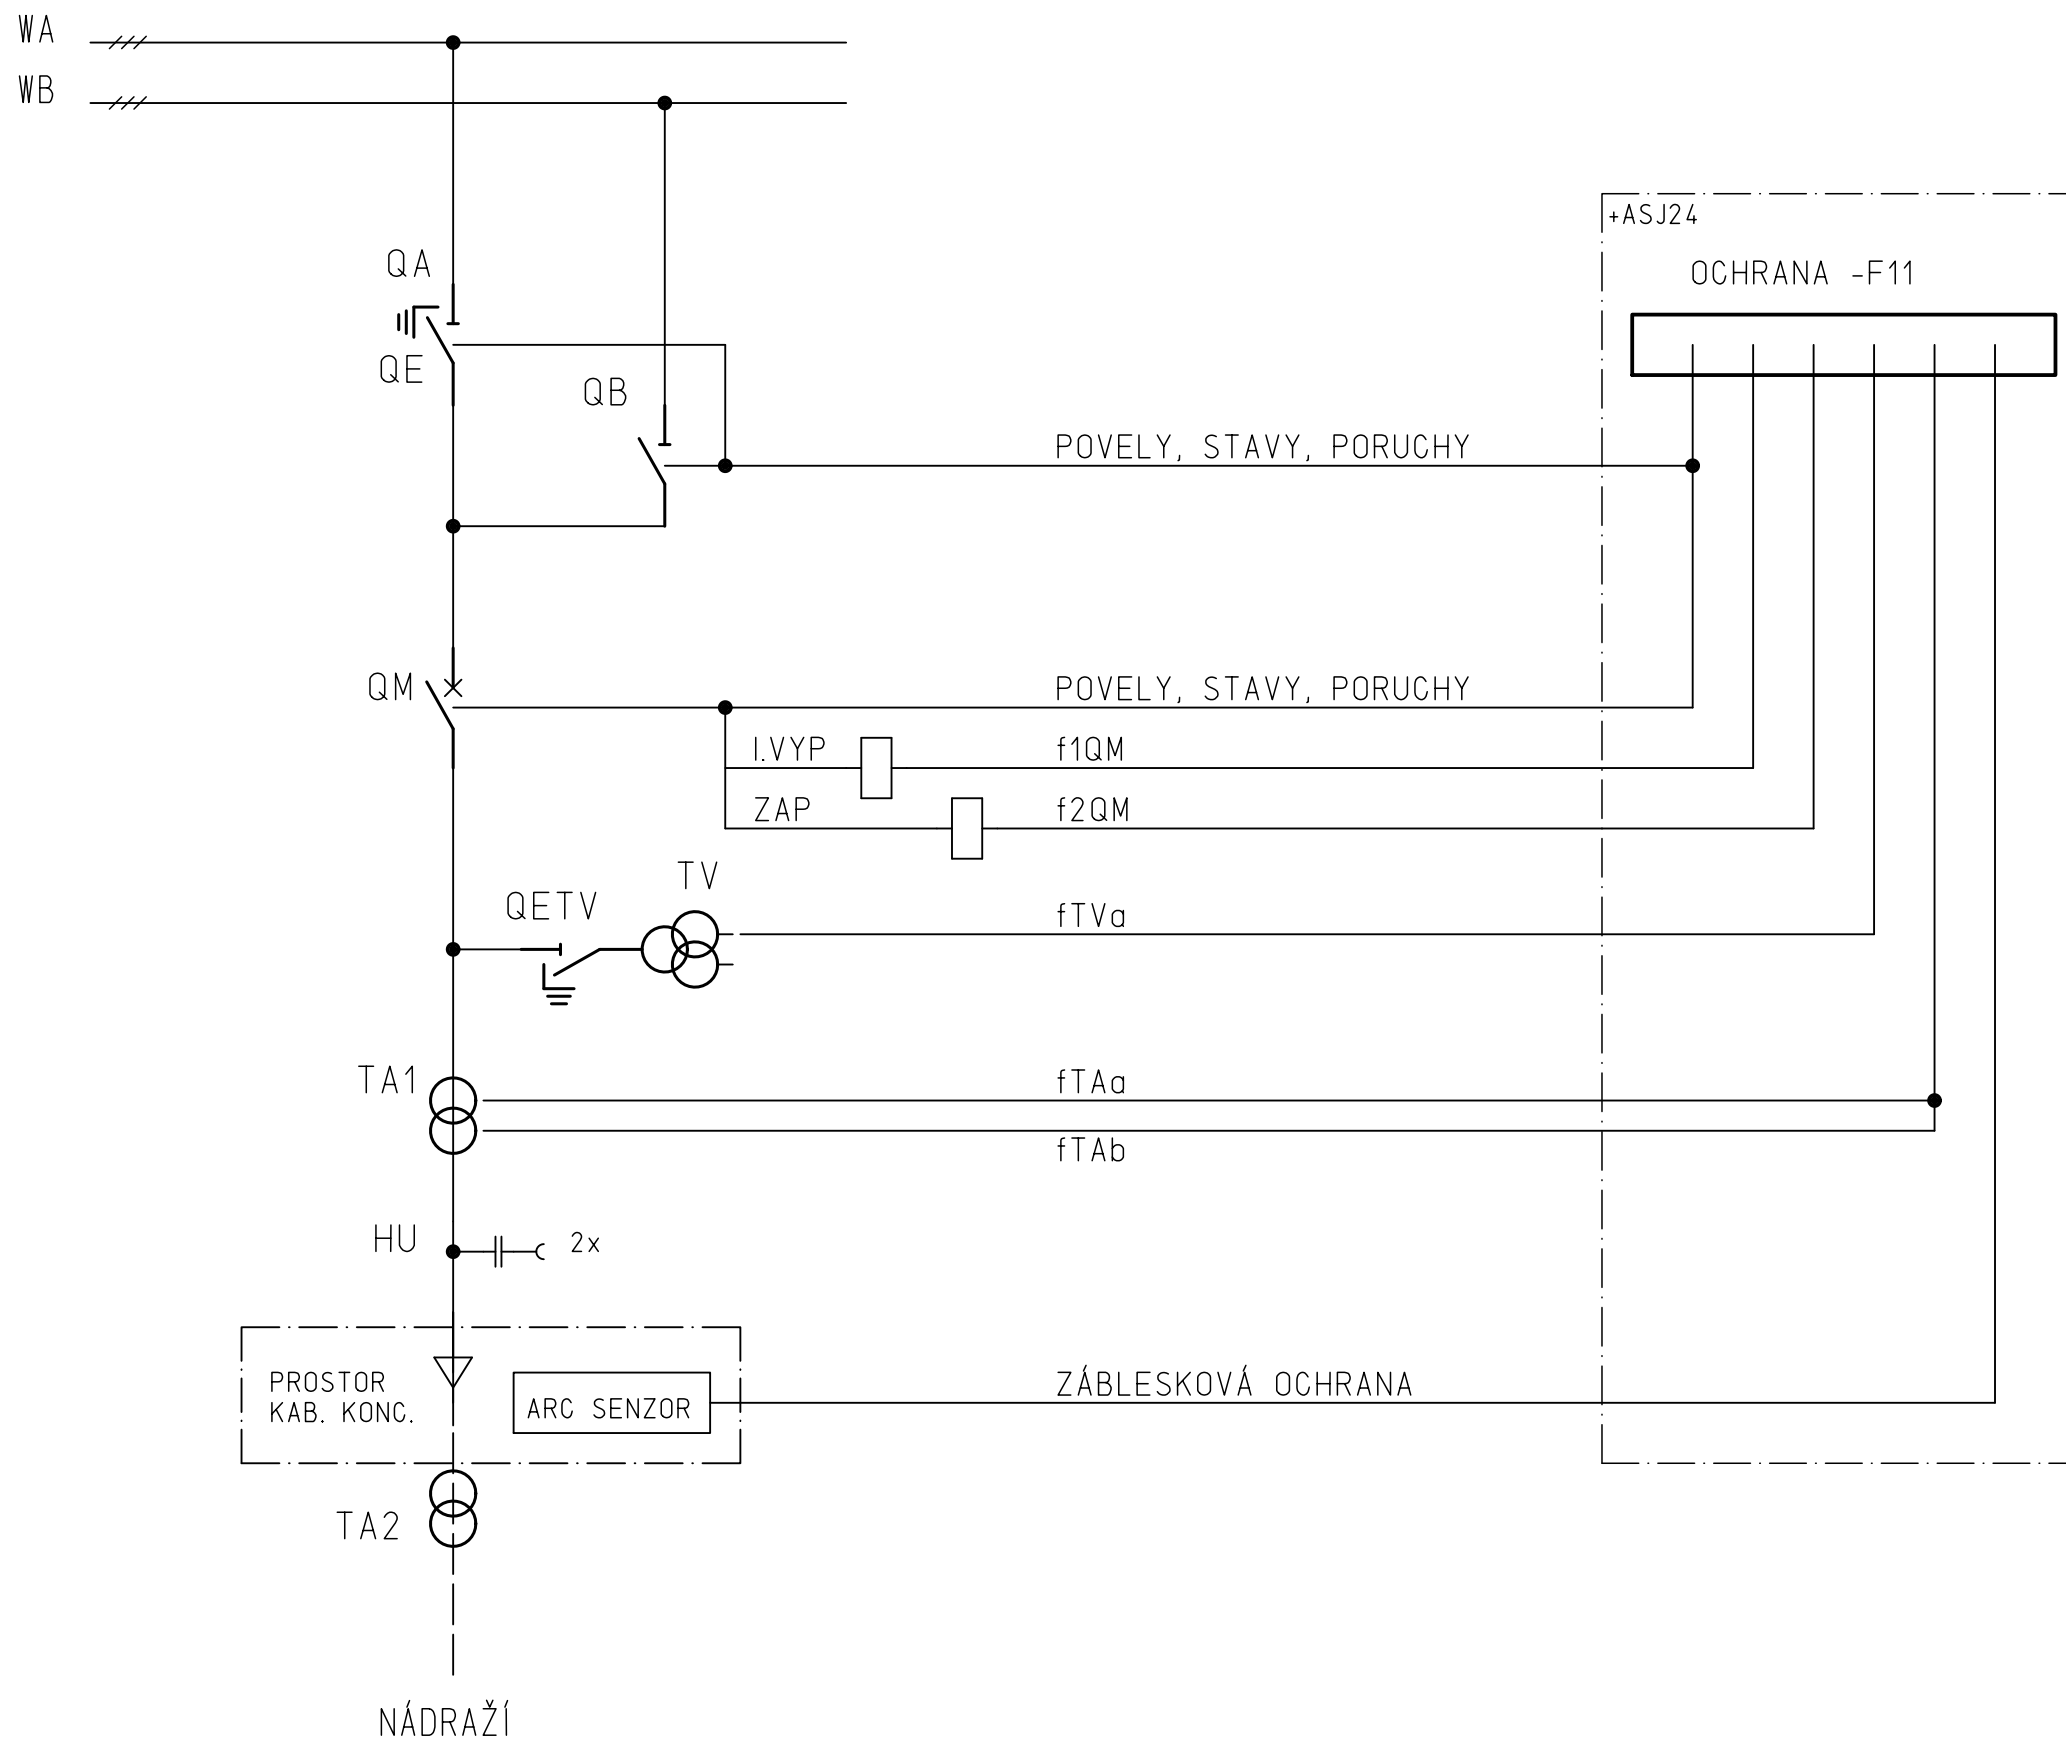 WA
WB
+ASJ24
QA
OCHRANA -F11
QE
QB
POVELY, STAVY, PORUCHY
QM
POVELY, STAVY, PORUCHY
I.VYP
f1QM
ZAP
f2QM
TV
QETV
fTVa
TA1
fTAa
fTAb
HU
2x
PROSTOR
KAB. KONC.
ARC SENZOR
ZÁBLESKOVÁ OCHRANA
TA2
NÁDRAŽÍ